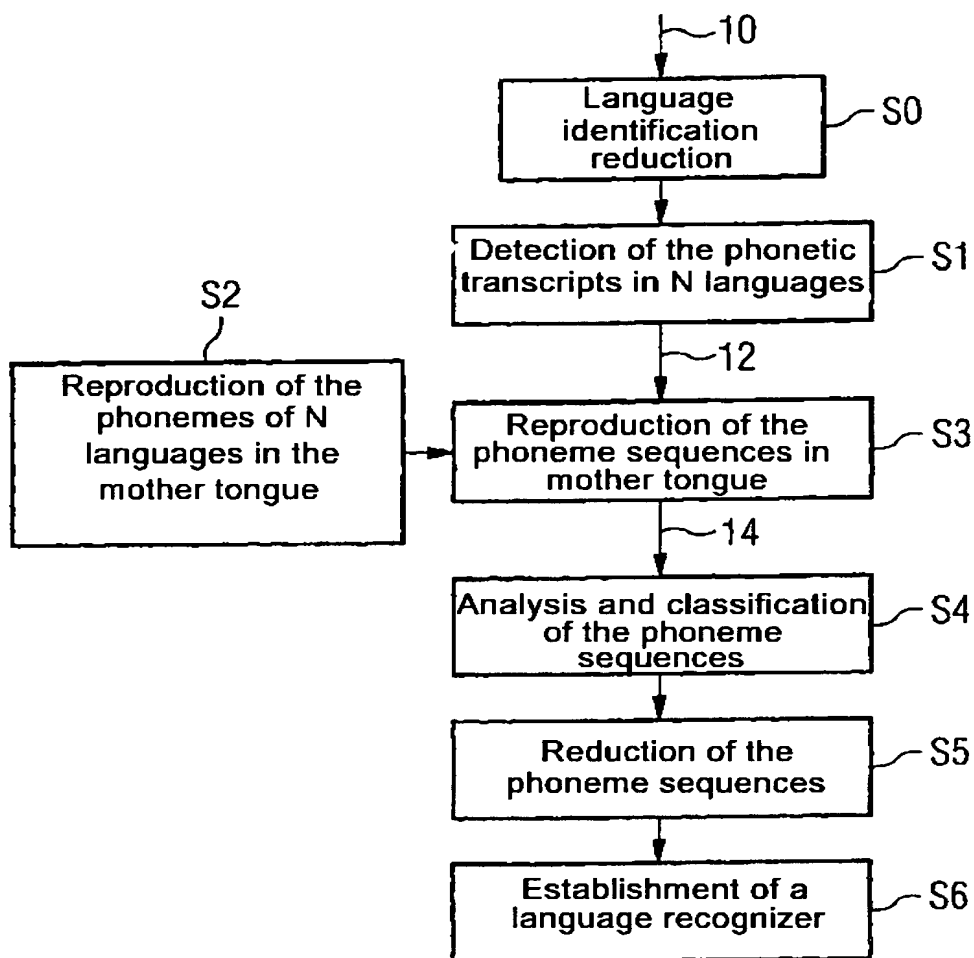 10
Language
identification
reduction
S0
Detection of the phonetic
transcripts in N languages
S1
12
S2
Reproduction of the
phonemes of N
languages in the
mother tongue
Reproduction of the
phoneme sequences in
mother tongue
S3
14
Analysis and classification
of the phoneme
sequences
S4
Reduction of the
phoneme sequences
S5
Establishment of a
language recognizer
S6